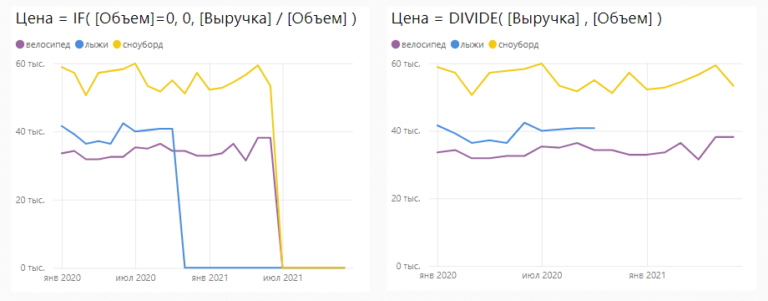 Цена = IF( [Объем]=0, 0, [Выручка] / [Объем] )
велосипед лыжи сноуборд
60 тыс.
40 тыс.
20 тыс.
0 тыс.
янв 2020 июл 2020 янв 2021 июл 2021
Цена = DIVIDE( [Выручка] , [Объем] )
велосипед лыжи сноуборд
60 тыс.
40 тыс.
20 тыс.
0 тыс.
янв 2020 июл 2020 янв 2021